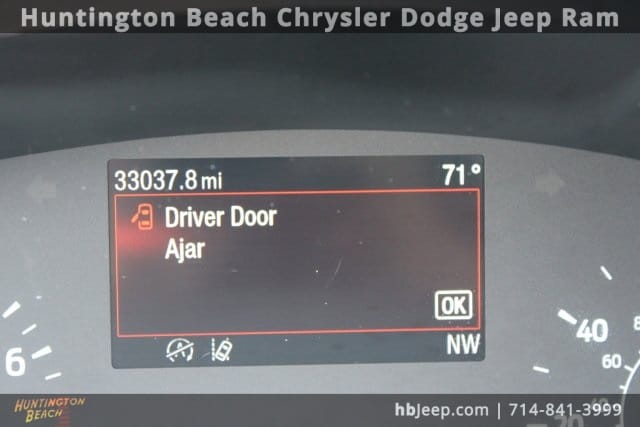 Huntington Beach Chrysler Dodge Jeep Ram
33037.8 mi 71°
Driver Door
Ajar
OK
NW
6
40
60
HUNTINGTON
BEACH
hbjeep.com | 714-841-3999